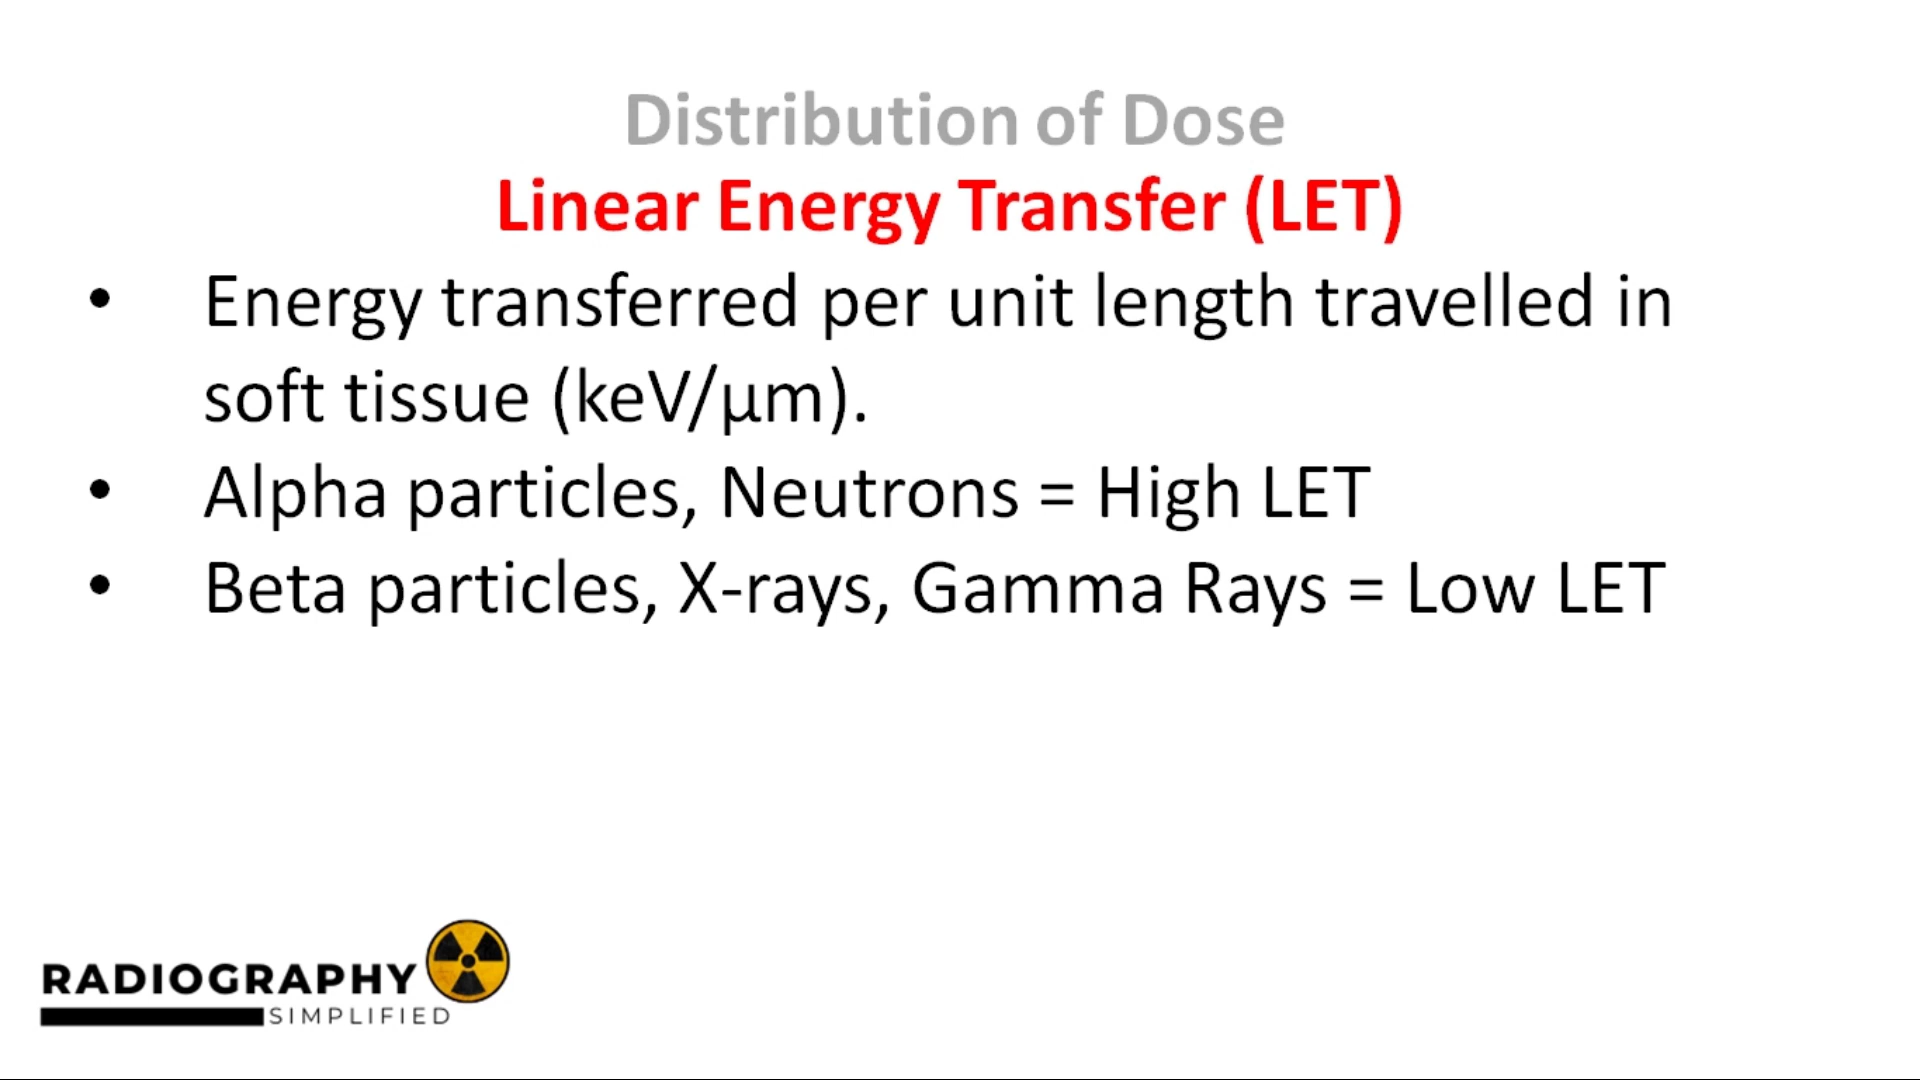 Distribution of Dose
Linear Energy Transfer (LET)
• Energy transferred per unit length travelled in
soft tissue (keV/µm).
• Alpha particles, Neutrons = High LET
• Beta particles, X-rays, Gamma Rays = Low LET
RADIOGRAPHY
SIMPLIFIED